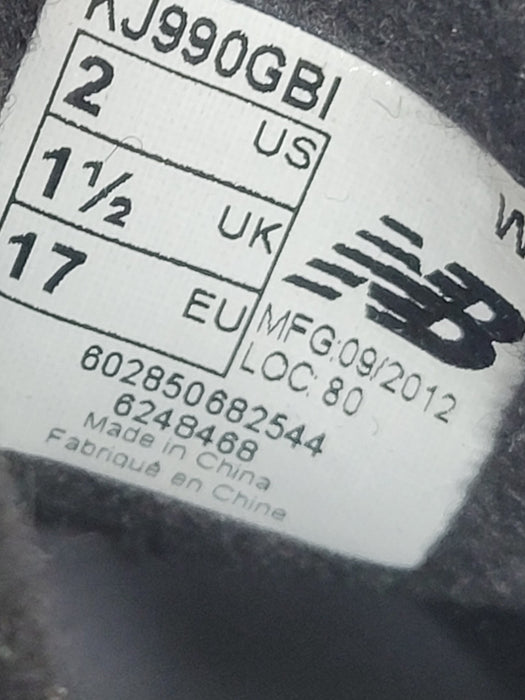 KJ990GBI
2 US
1½ UK
17 EU
W
NB
MFG:09/2012
LOC: 80
602850682544
6248468
Made in China
Fabriqué en Chine